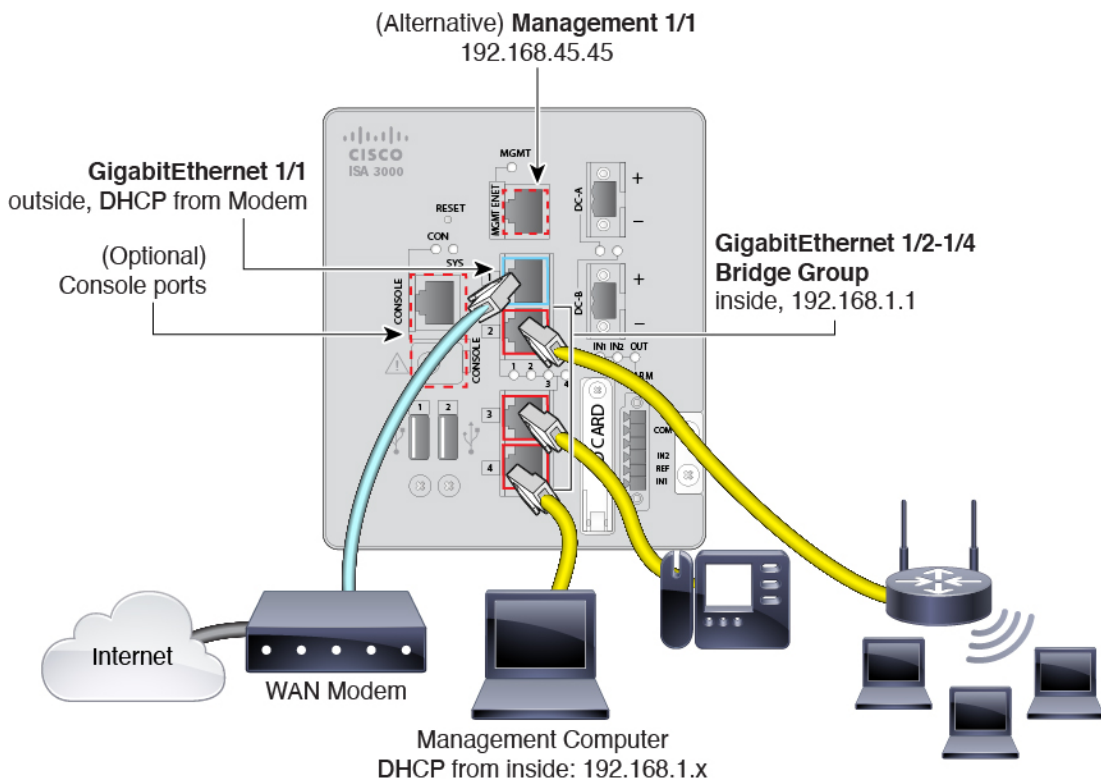 (Alternative) Management 1/1
192.168.45.45
CISCO
ISA 3000
MGMT
GigabitEthernet 1/1
outside, DHCP from Modem
(Optional)
Console ports
RESET
CON
SYS
CONSOLE
CONSOLE
MGMT ENET
1
2
1 2 3 4
3
4
1 2
DC-A
+
−
DC-B
+
−
IN1 IN2 OUT
ARM
D CARD
COM
IN2
REF
IN1
GigabitEthernet 1/2-1/4
Bridge Group
inside, 192.168.1.1
Internet
WAN Modem
Management Computer
DHCP from inside: 192.168.1.x